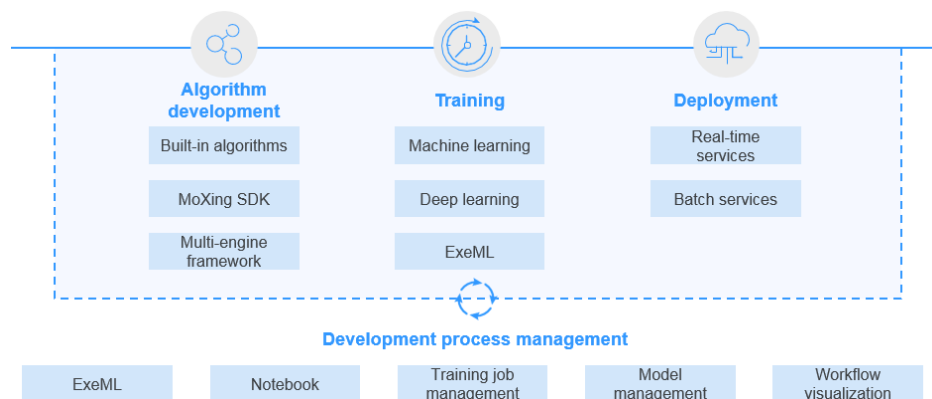 Algorithm
development
Training
Deployment
Built-in algorithms
Machine learning
Real-time
services
MoXing SDK
Deep learning
Batch services
Multi-engine
framework
ExeML
Development process management
ExeML
Notebook
Training job
management
Model
management
Workflow
visualization